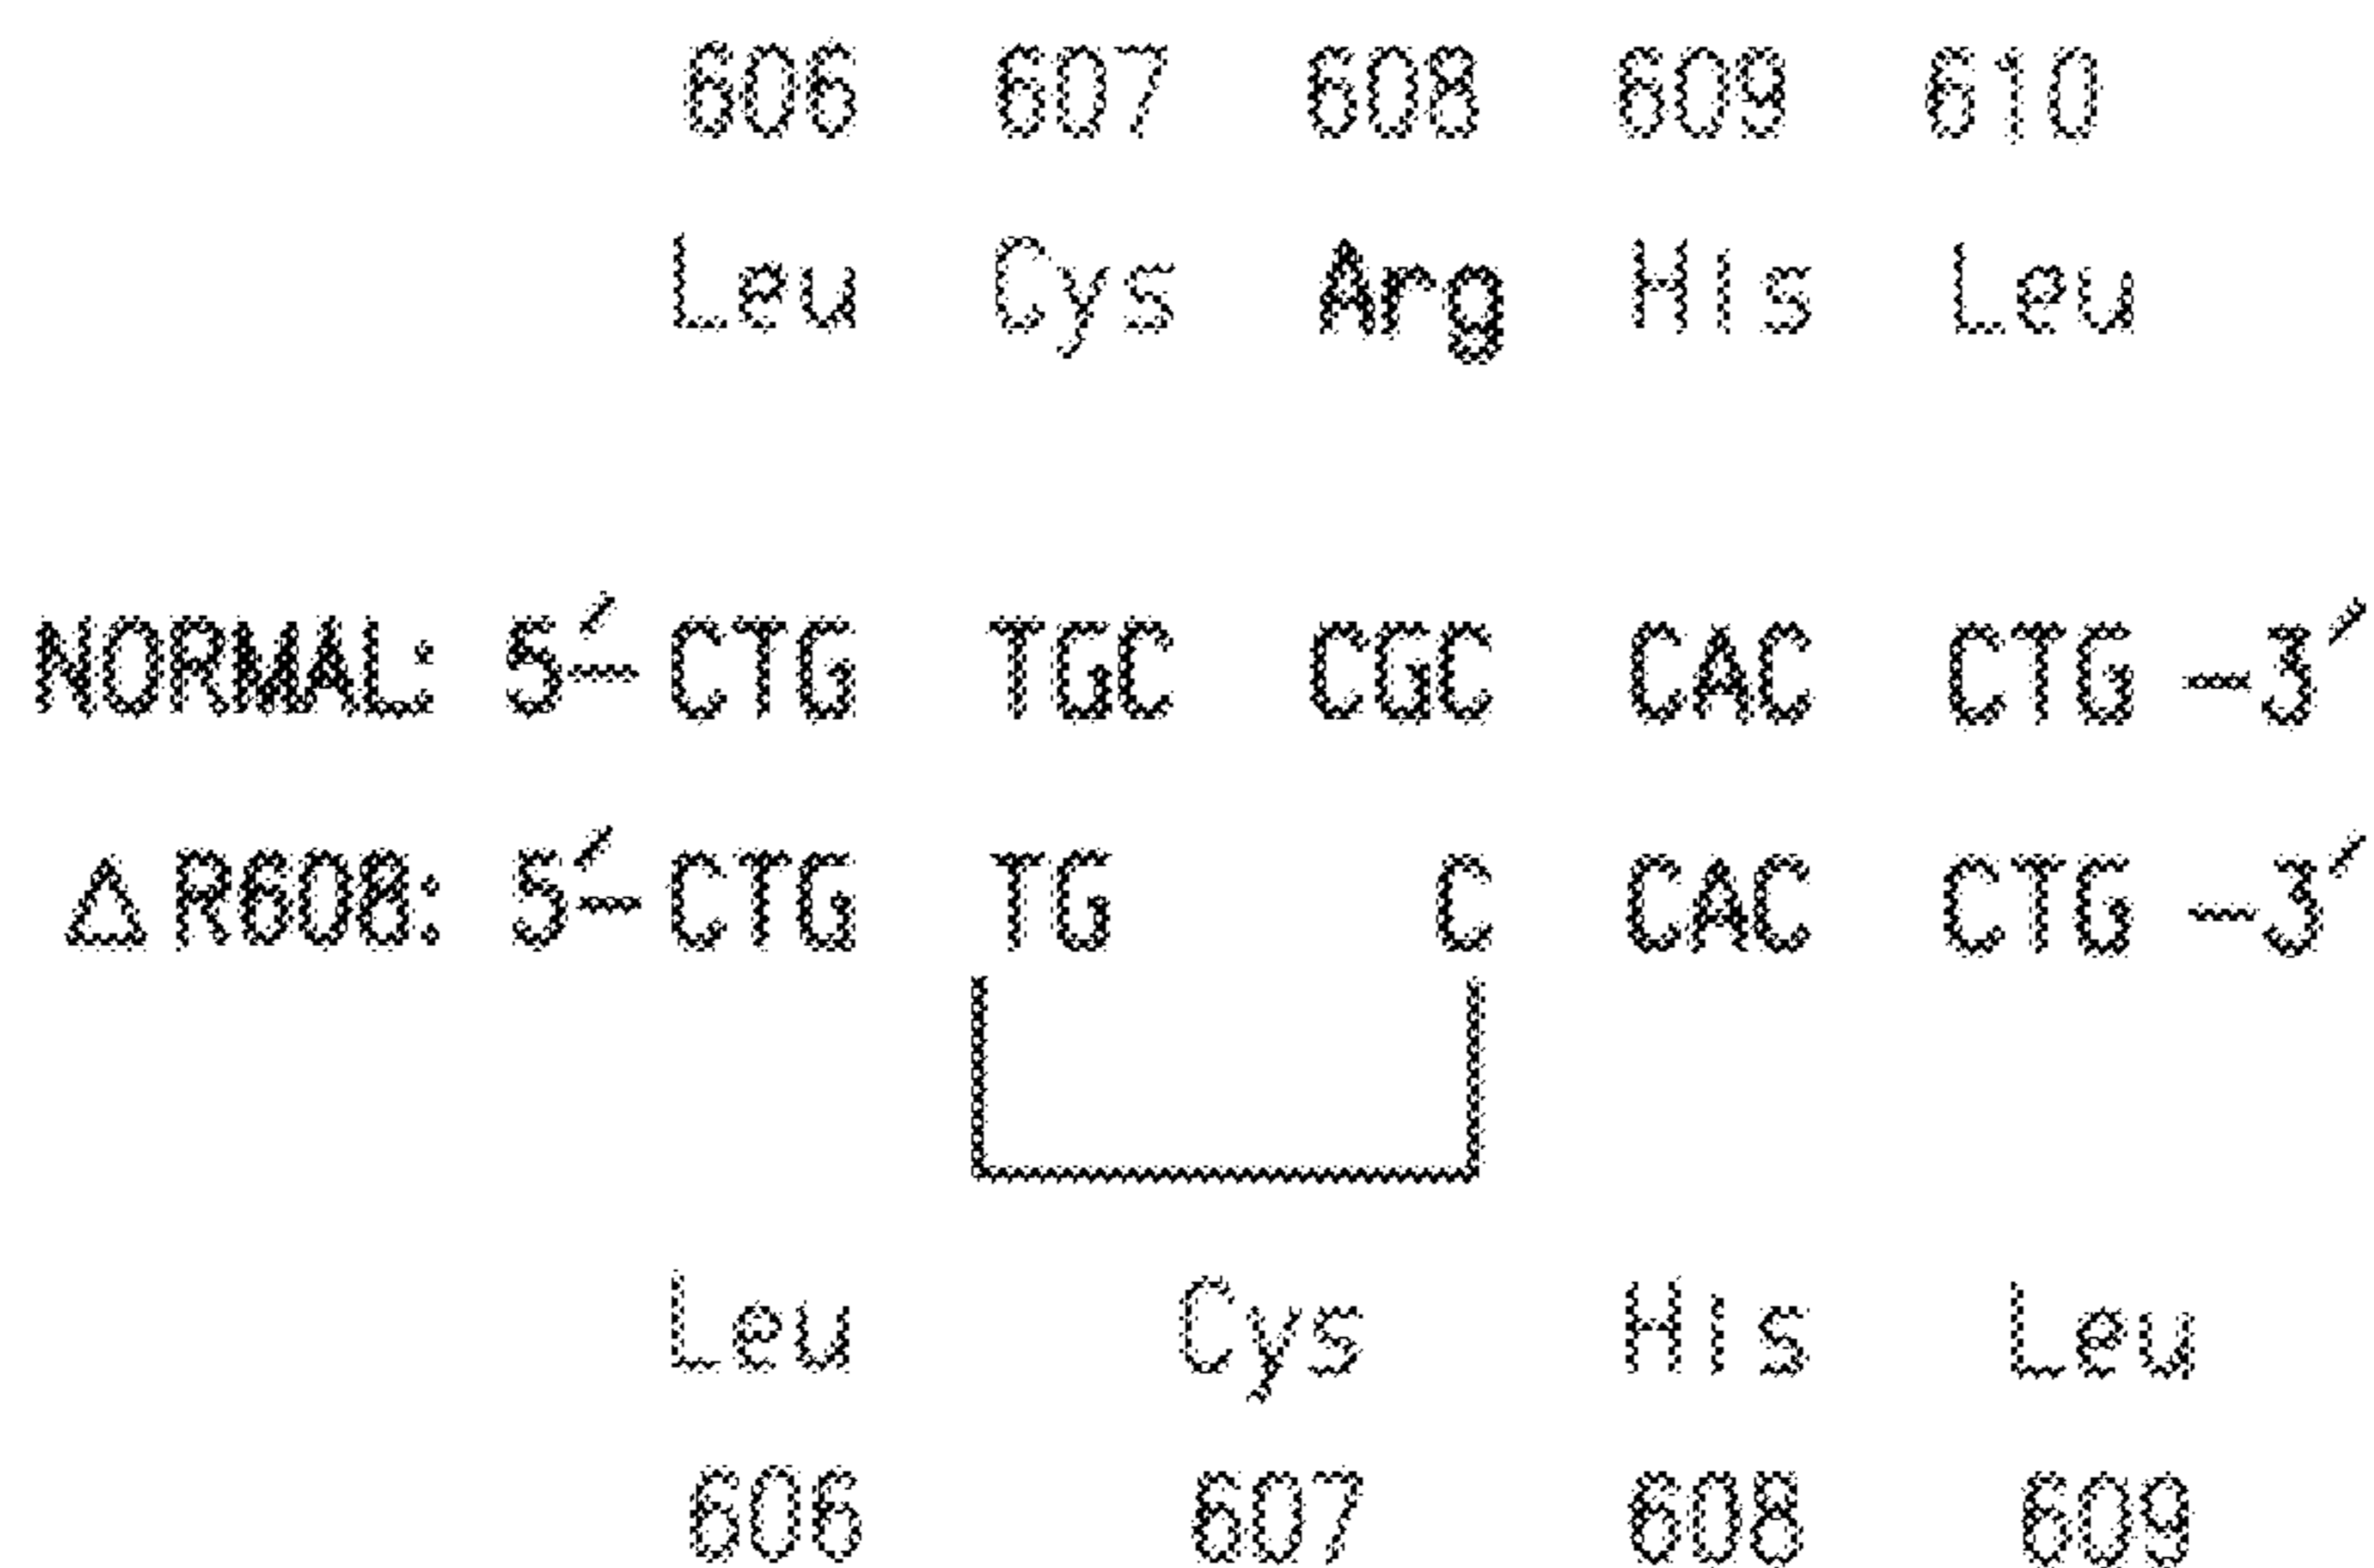 606 607 608 609 610
Leu Cys Arg His Leu
NORMAL: 5′– CTG TGC CGC CAC CTG –3′
△ R608: 5′– CTG TG C CAC CTG –3′
Leu Cys His Leu
606 607 608 609